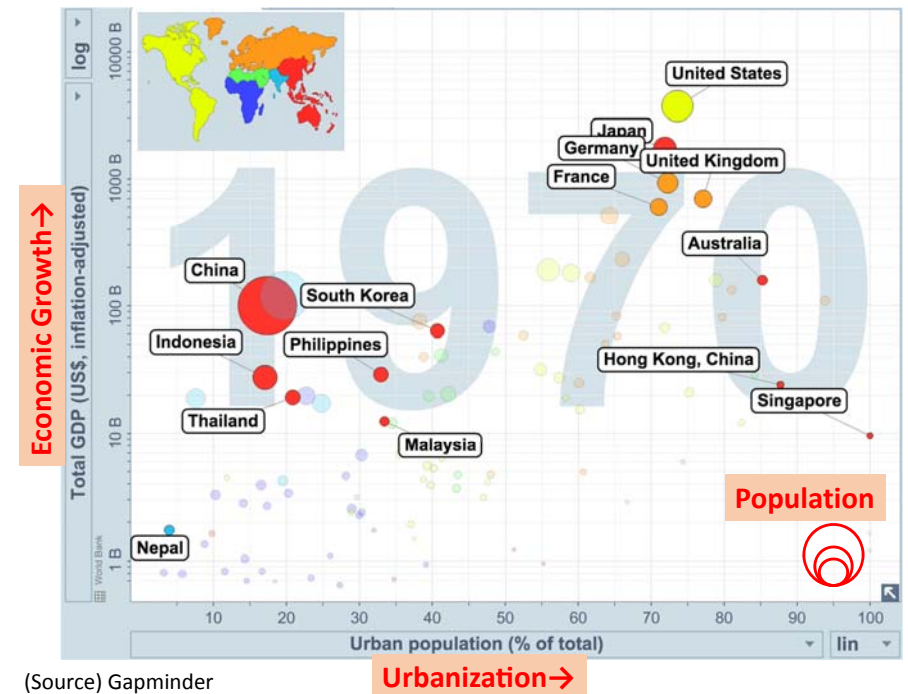 log
10000 B
1000 B
100 B
10 B
1 B
Total GDP (US$, inflation-adjusted)
Economic Growth→
World Bank
1970
United States
Japan
Germany
United Kingdom
France
Australia
China
South Korea
Indonesia
Philippines
Hong Kong, China
Thailand
Singapore
Malaysia
Population
Nepal
10 20 30 40 50 60 70 80 90 100
Urban population (% of total)
lin
(Source) Gapminder
Urbanization→